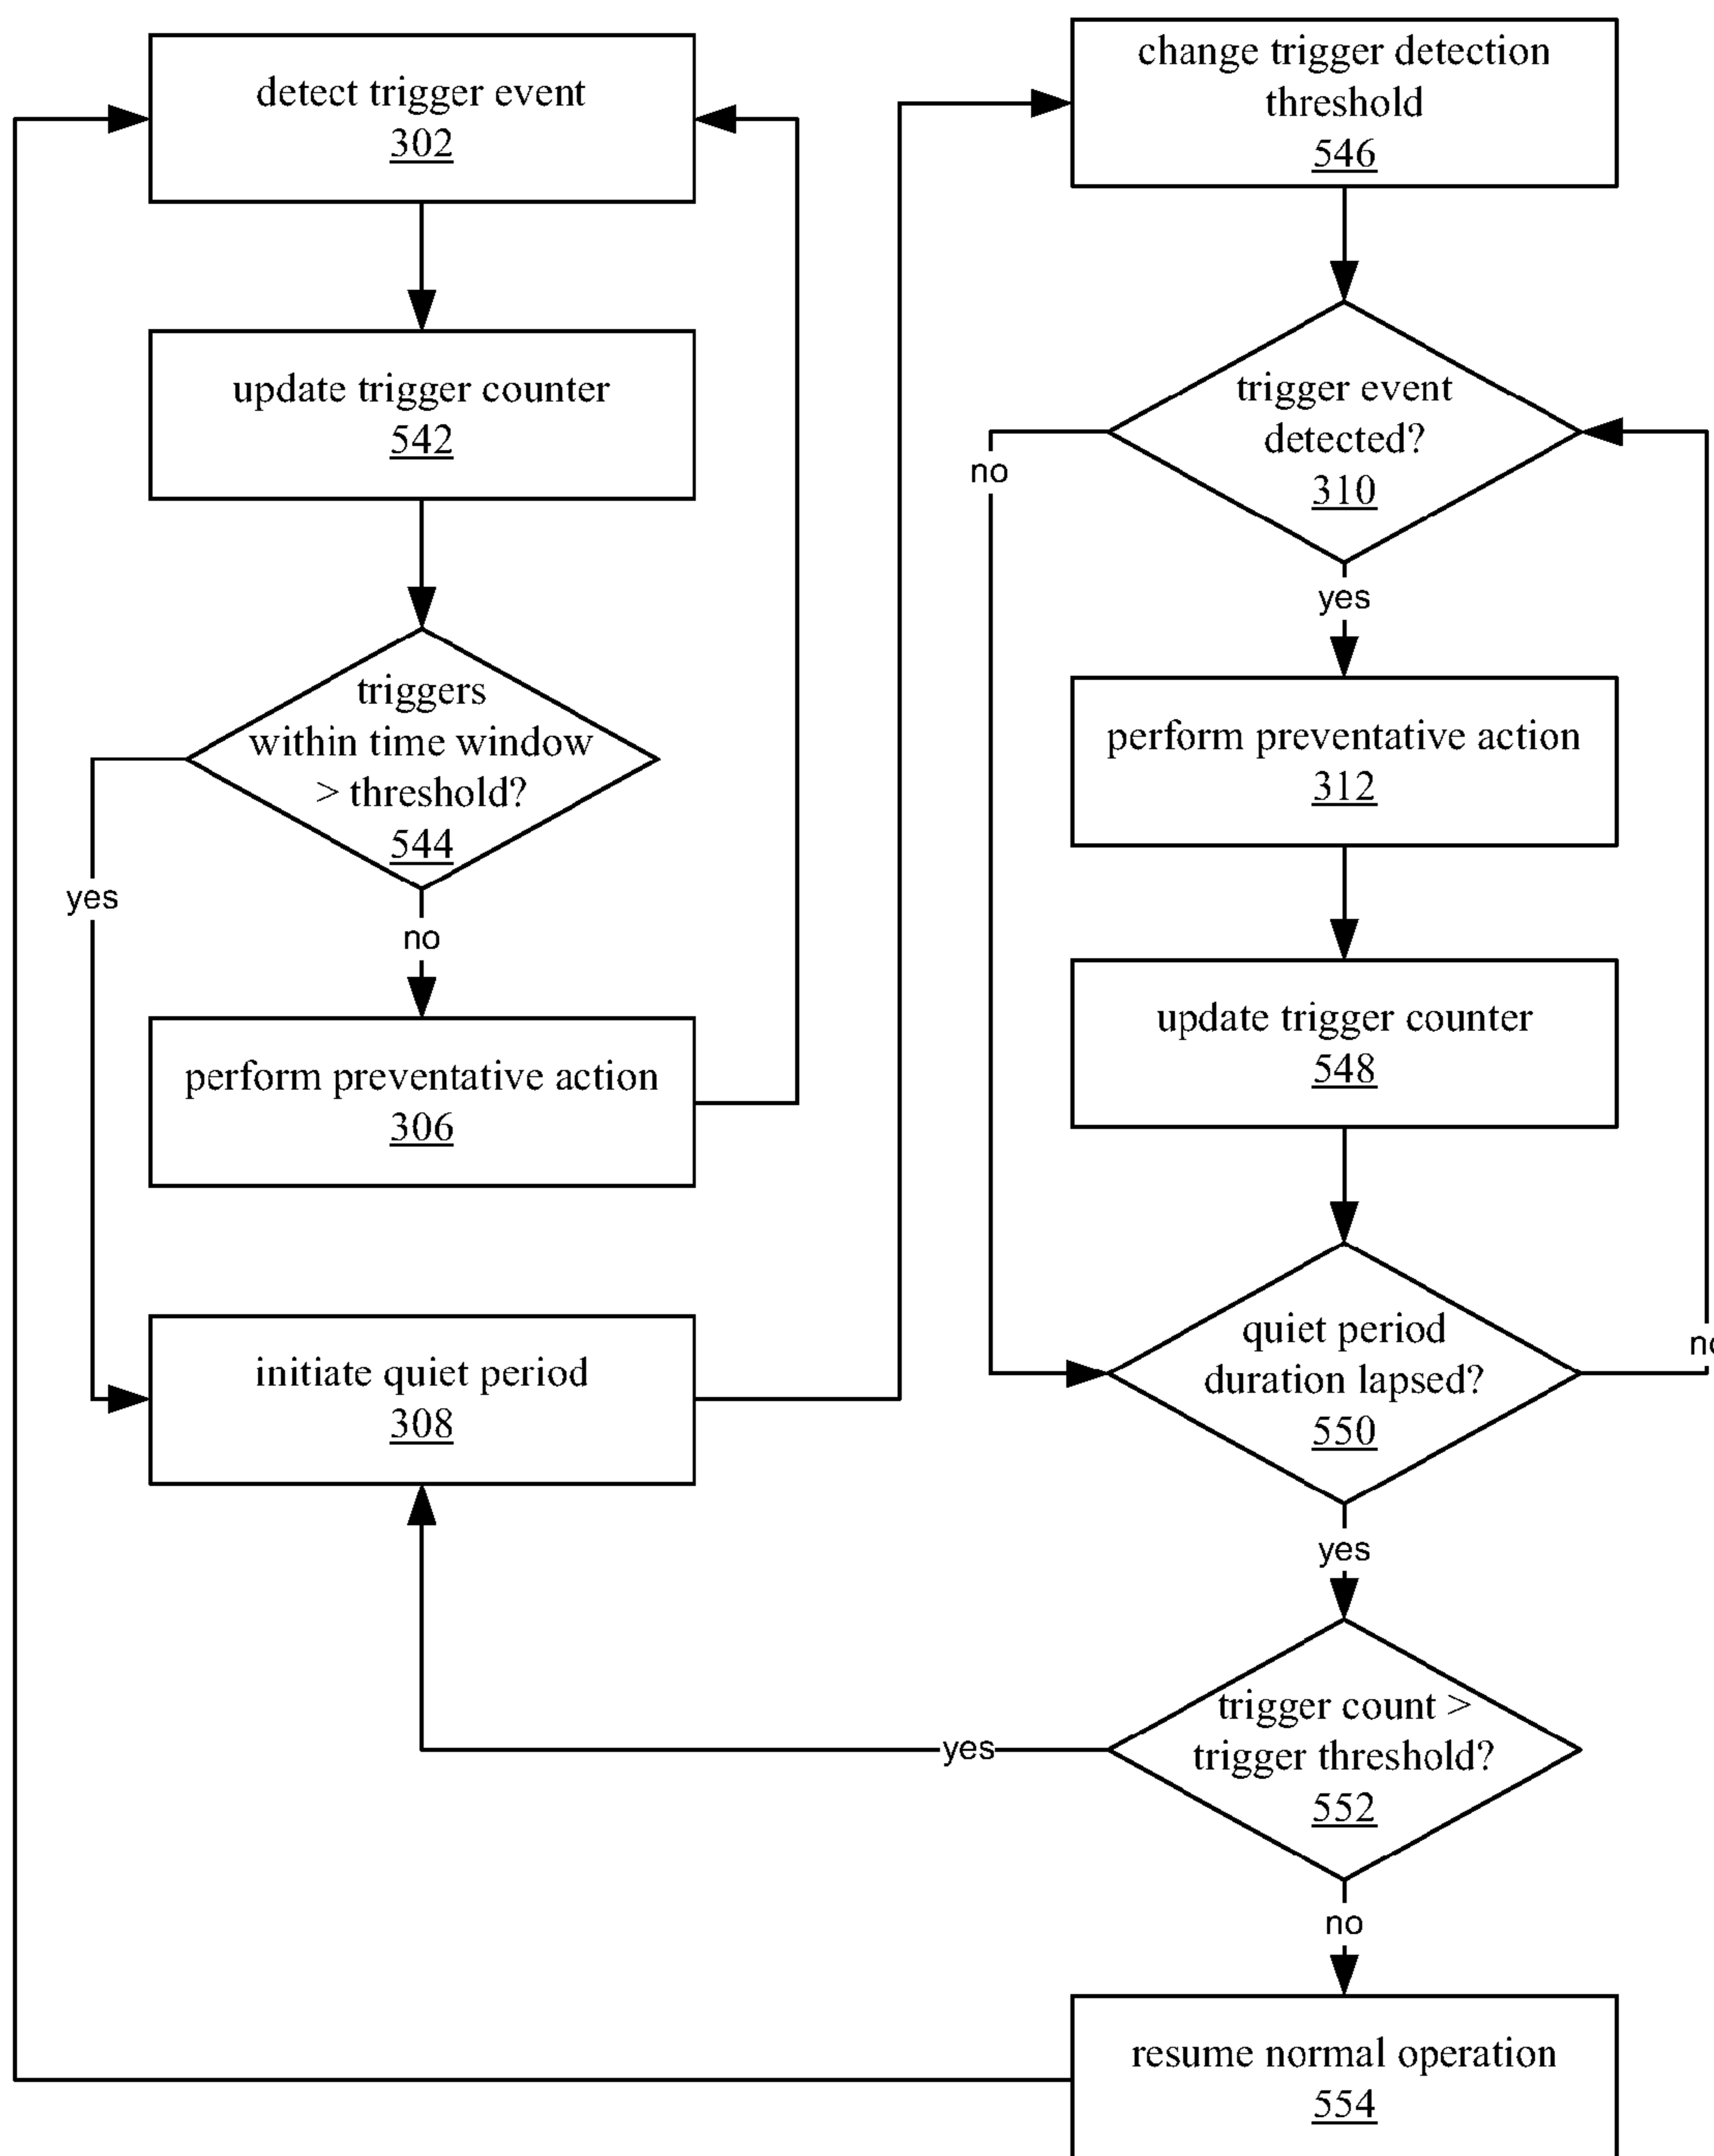 detect trigger event
302
update trigger counter
542
triggers
within time window
> threshold?
544
yes
no
perform preventative action
306
initiate quiet period
308
change trigger detection
threshold
546
trigger event
detected?
310
no
yes
perform preventative action
312
update trigger counter
548
quiet period
duration lapsed?
550
no
yes
trigger count >
trigger threshold?
552
yes
no
resume normal operation
554